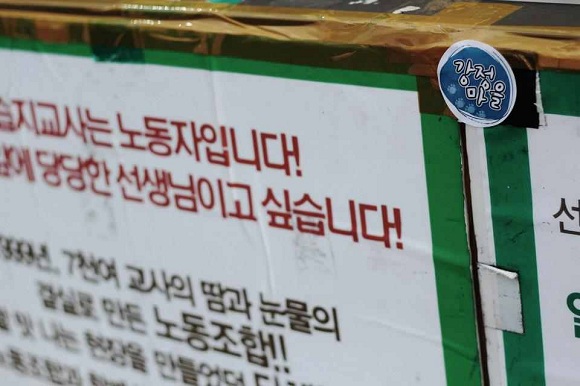 강정
마을
습지교사는 노동자입니다!
앞에 당당한 선생님이고 싶습니다!
1999년, 7천여 교사의 땀과 눈물의
결실로 만든 노동조합!!
맛 나는 현장을 만들었던
선